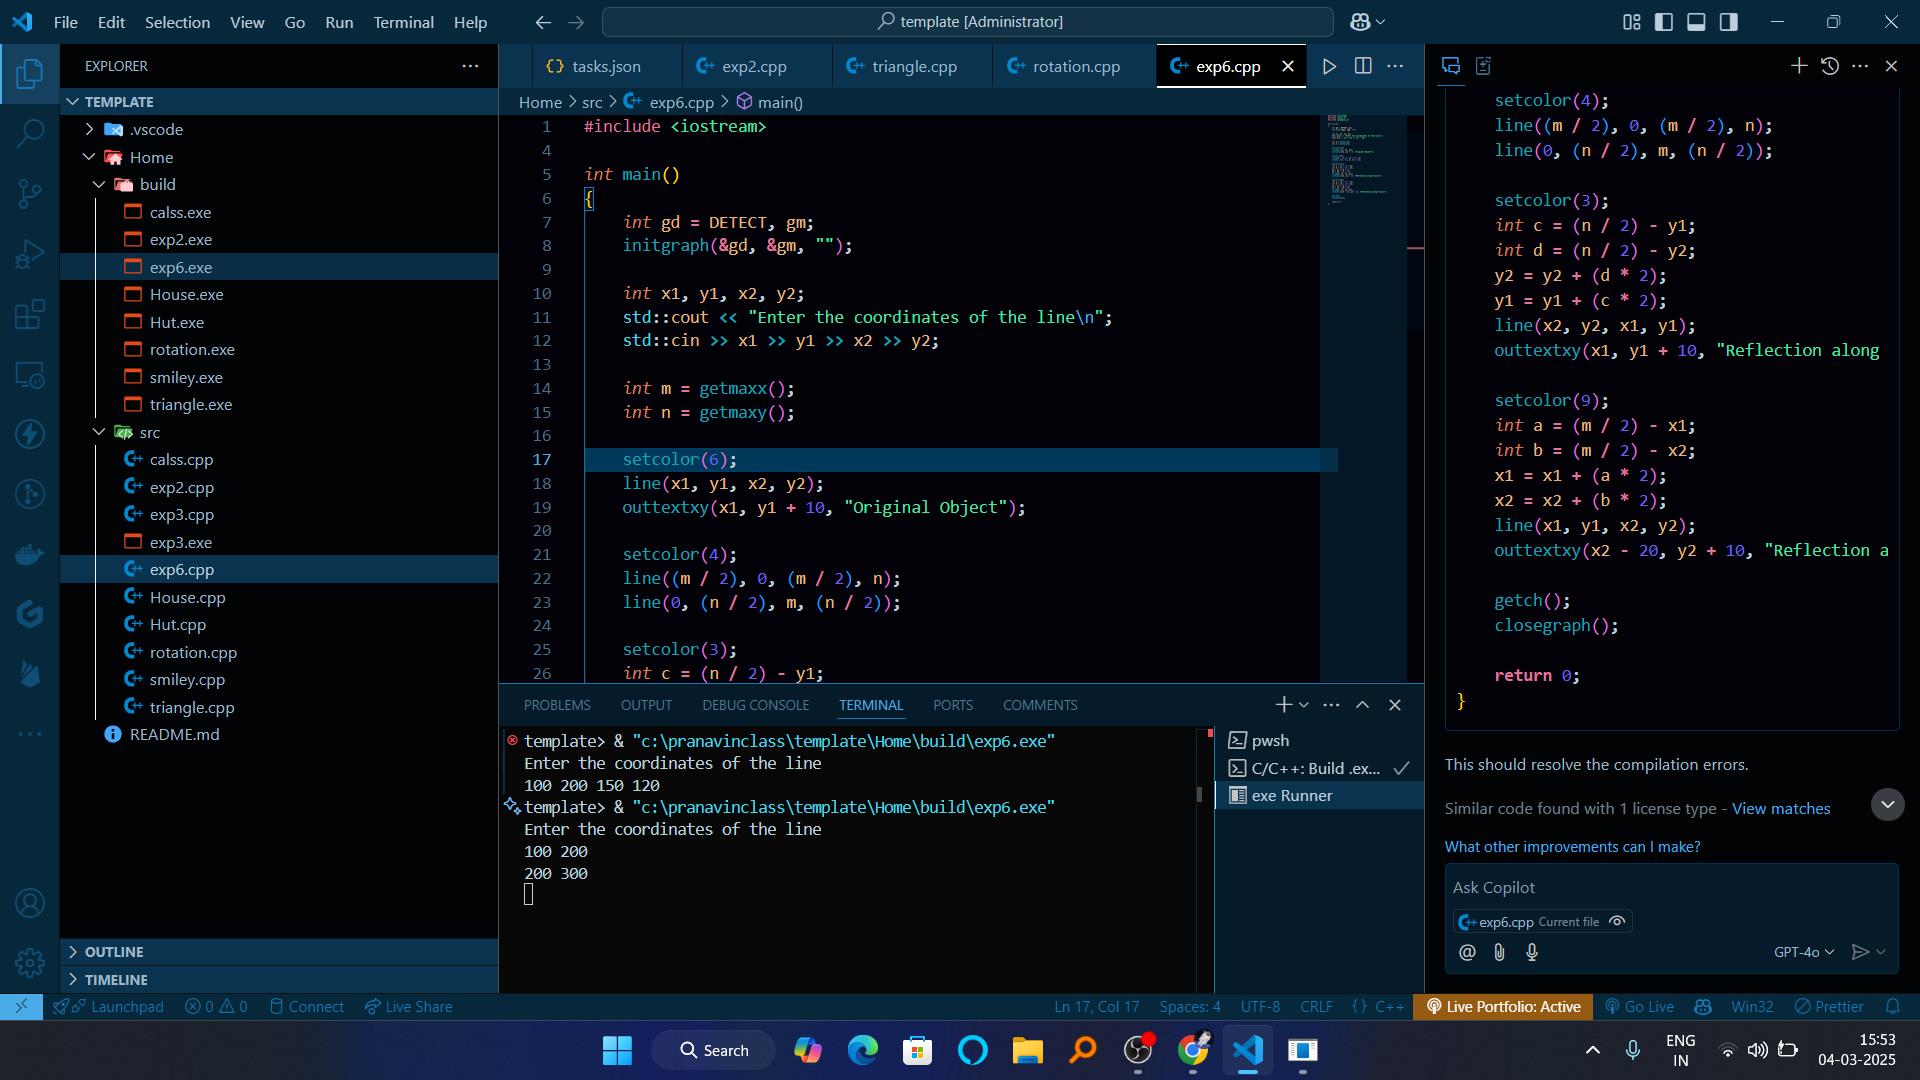 File Edit Selection View Go Run Terminal Help
template [Administrator]
EXPLORER
TEMPLATE
.vscode
Home
build
calss.exe
exp2.exe
exp6.exe
House.exe
Hut.exe
rotation.exe
smiley.exe
triangle.exe
src
calss.cpp
exp2.cpp
exp3.cpp
exp3.exe
exp6.cpp
House.cpp
Hut.cpp
rotation.cpp
smiley.cpp
triangle.cpp
README.md
OUTLINE
TIMELINE
tasks.json exp2.cpp triangle.cpp rotation.cpp exp6.cpp
Home > src > exp6.cpp > main()
1 #include <iostream>
4
5 int main()
6 {
7 int gd = DETECT, gm;
8 initgraph(&gd, &gm, "");
9
10 int x1, y1, x2, y2;
11 std::cout << "Enter the coordinates of the line\n";
12 std::cin >> x1 >> y1 >> x2 >> y2;
13
14 int m = getmaxx();
15 int n = getmaxy();
16
17 setcolor(6);
18 line(x1, y1, x2, y2);
19 outtextxy(x1, y1 + 10, "Original Object");
20
21 setcolor(4);
22 line((m / 2), 0, (m / 2), n);
23 line(0, (n / 2), m, (n / 2));
24
25 setcolor(3);
26 int c = (n / 2) - y1;
PROBLEMS OUTPUT DEBUG CONSOLE TERMINAL PORTS COMMENTS
template> & "c:\pranavinclass\template\Home\build\exp6.exe"
Enter the coordinates of the line
100 200 150 120
template> & "c:\pranavinclass\template\Home\build\exp6.exe"
Enter the coordinates of the line
100 200
200 300
pwsh
C/C++: Build .ex...
exe Runner
setcolor(4);
line((m / 2), 0, (m / 2), n);
line(0, (n / 2), m, (n / 2));
setcolor(3);
int c = (n / 2) - y1;
int d = (n / 2) - y2;
y2 = y2 + (d * 2);
y1 = y1 + (c * 2);
line(x2, y2, x1, y1);
outtextxy(x1, y1 + 10, "Reflection along
setcolor(9);
int a = (m / 2) - x1;
int b = (m / 2) - x2;
x1 = x1 + (a * 2);
x2 = x2 + (b * 2);
line(x1, y1, x2, y2);
outtextxy(x2 - 20, y2 + 10, "Reflection a
getch();
closegraph();
return 0;
}
This should resolve the compilation errors.
Similar code found with 1 license type - View matches
What other improvements can I make?
Ask Copilot
exp6.cpp Current file
GPT-4o
Launchpad 0 0 Connect Live Share Ln 17, Col 17 Spaces: 4 UTF-8 CRLF {} C++ Live Portfolio: Active Go Live Win32 Prettier
Search
ENG
IN
15:53
04-03-2025